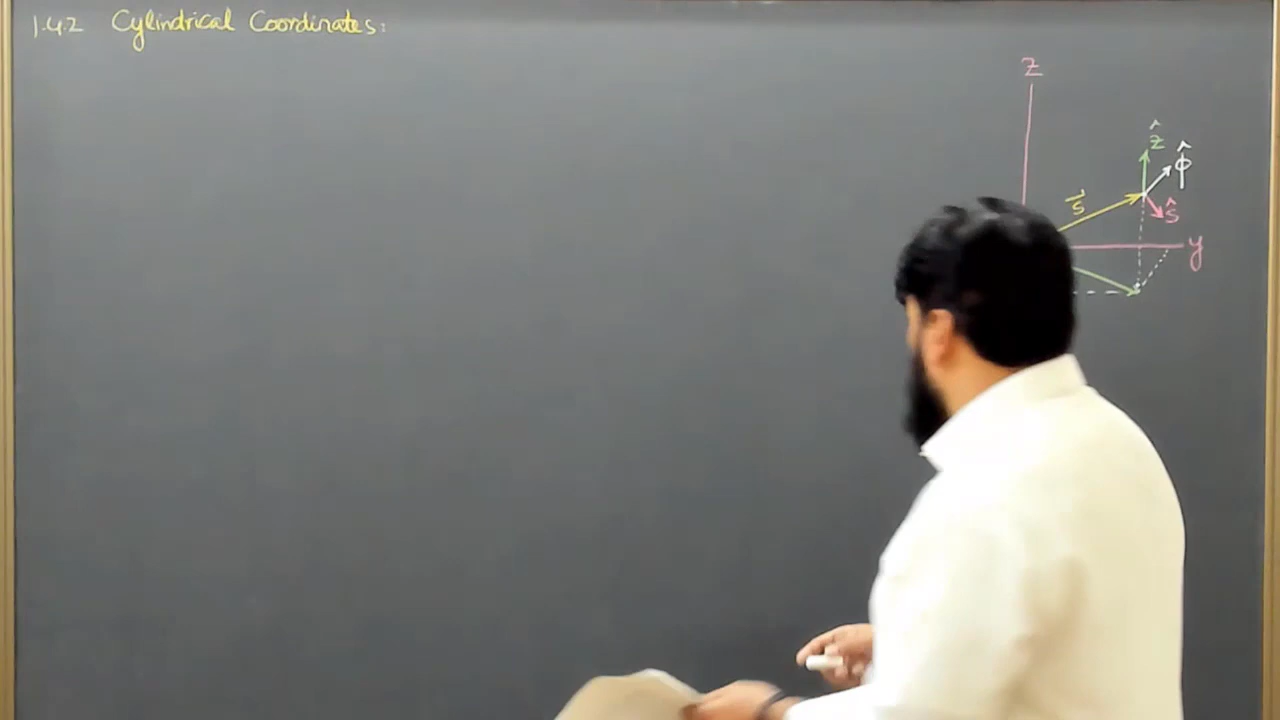 1.4.2 Cylindrical Coordinates:
z
ẑ
ϕ̂
s⃗
ŝ
y